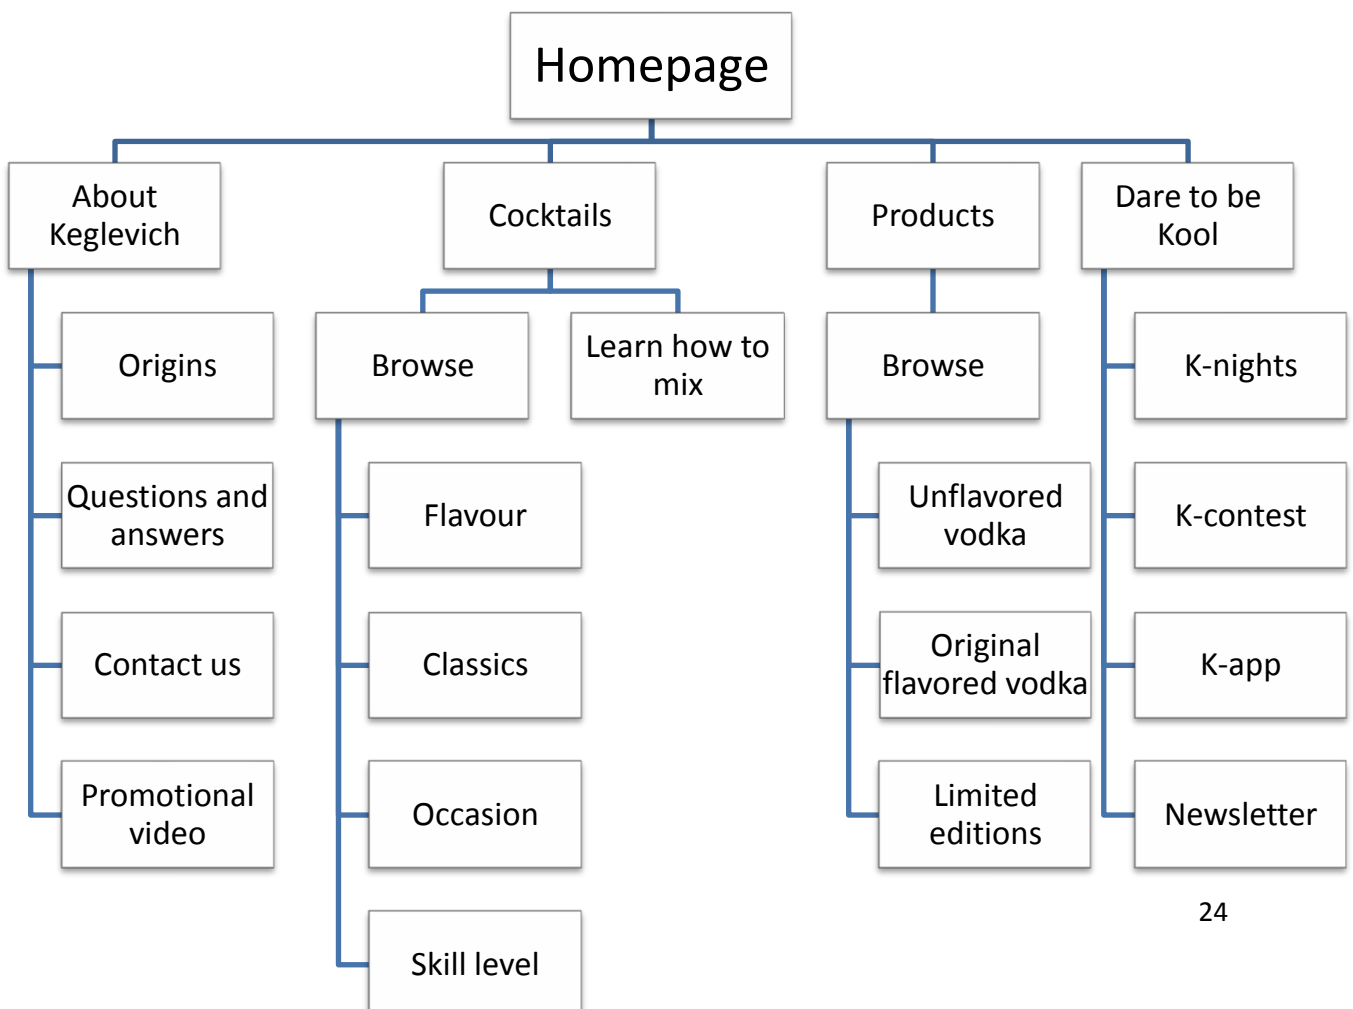 Homepage
About
Keglevich
Cocktails
Products
Dare to be
Kool
Origins
Browse
Learn how to
mix
Browse
K-nights
Questions and
answers
Flavour
Unflavored
vodka
K-contest
Contact us
Classics
Original
flavored vodka
K-app
Promotional
video
Occasion
Limited
editions
Newsletter
24
Skill level